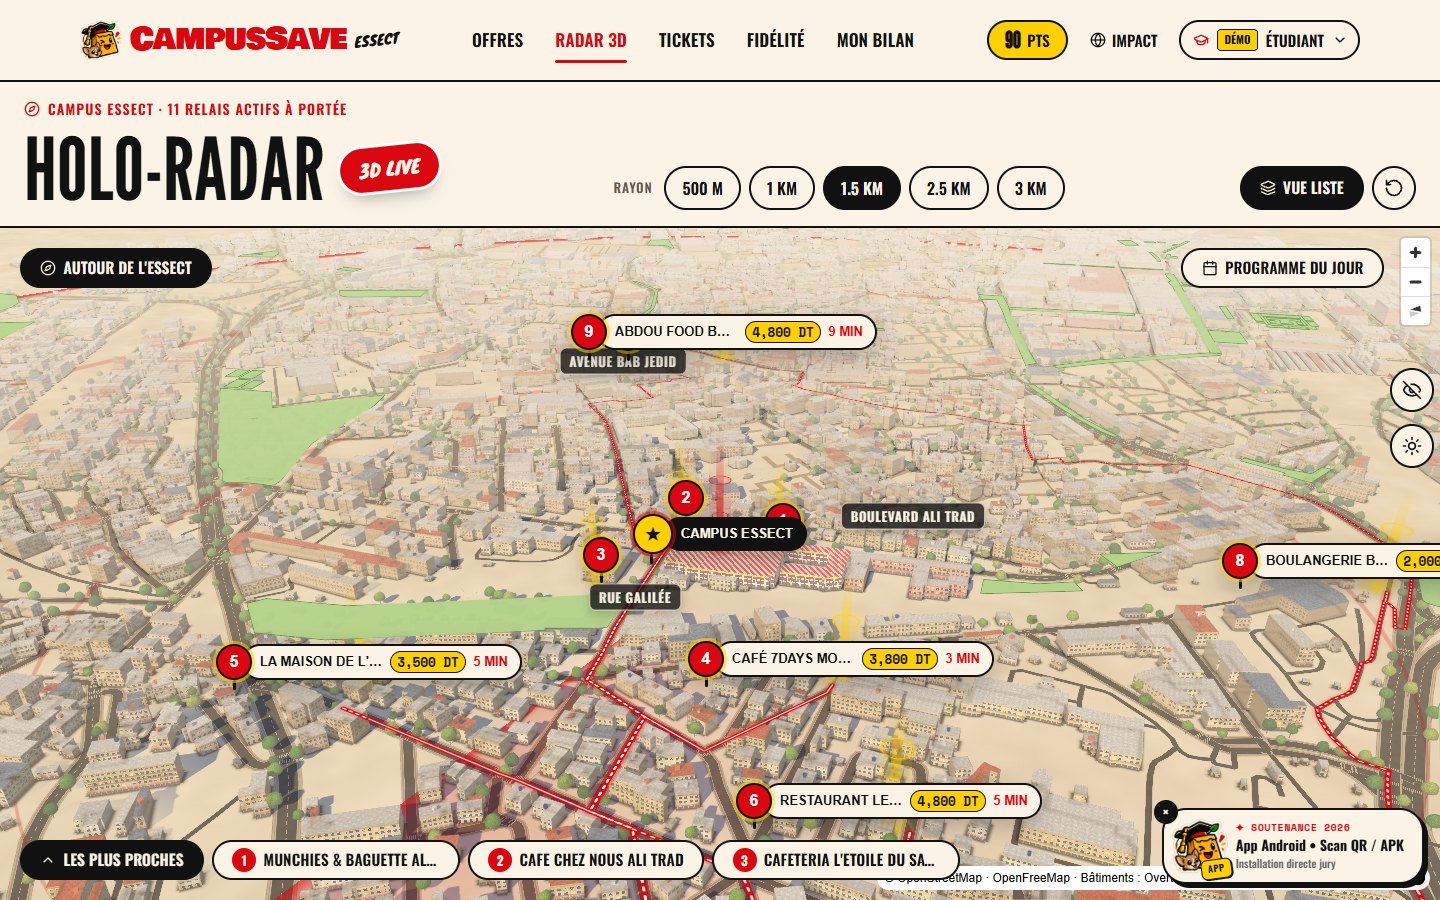 CAMPUSSAVE ESSECT
OFFRES
RADAR 3D
TICKETS
FIDÉLITÉ
MON BILAN
90 PTS
IMPACT
DÉMO ÉTUDIANT
CAMPUS ESSECT · 11 RELAIS ACTIFS À PORTÉE
HOLO-RADAR
3D LIVE
RAYON
500 M
1 KM
1.5 KM
2.5 KM
3 KM
VUE LISTE
AUTOUR DE L'ESSECT
PROGRAMME DU JOUR
9 ABDOU FOOD B... 4,800 DT 9 MIN
AVENUE BAB JEDID
2
CAMPUS ESSECT
BOULEVARD ALI TRAD
3
8 BOULANGERIE B... 2,000
RUE GALILÉE
5 LA MAISON DE L'... 3,500 DT 5 MIN
4 CAFÉ 7DAYS MO... 3,800 DT 3 MIN
6 RESTAURANT LE... 4,800 DT 5 MIN
SOUTENANCE 2026
App Android • Scan QR / APK
Installation directe jury
APP
LES PLUS PROCHES
1 MUNCHIES & BAGUETTE AL...
2 CAFE CHEZ NOUS ALI TRAD
3 CAFETERIA L'ETOILE DU SA...
© OpenStreetMap · OpenFreeMap · Bâtiments : Over